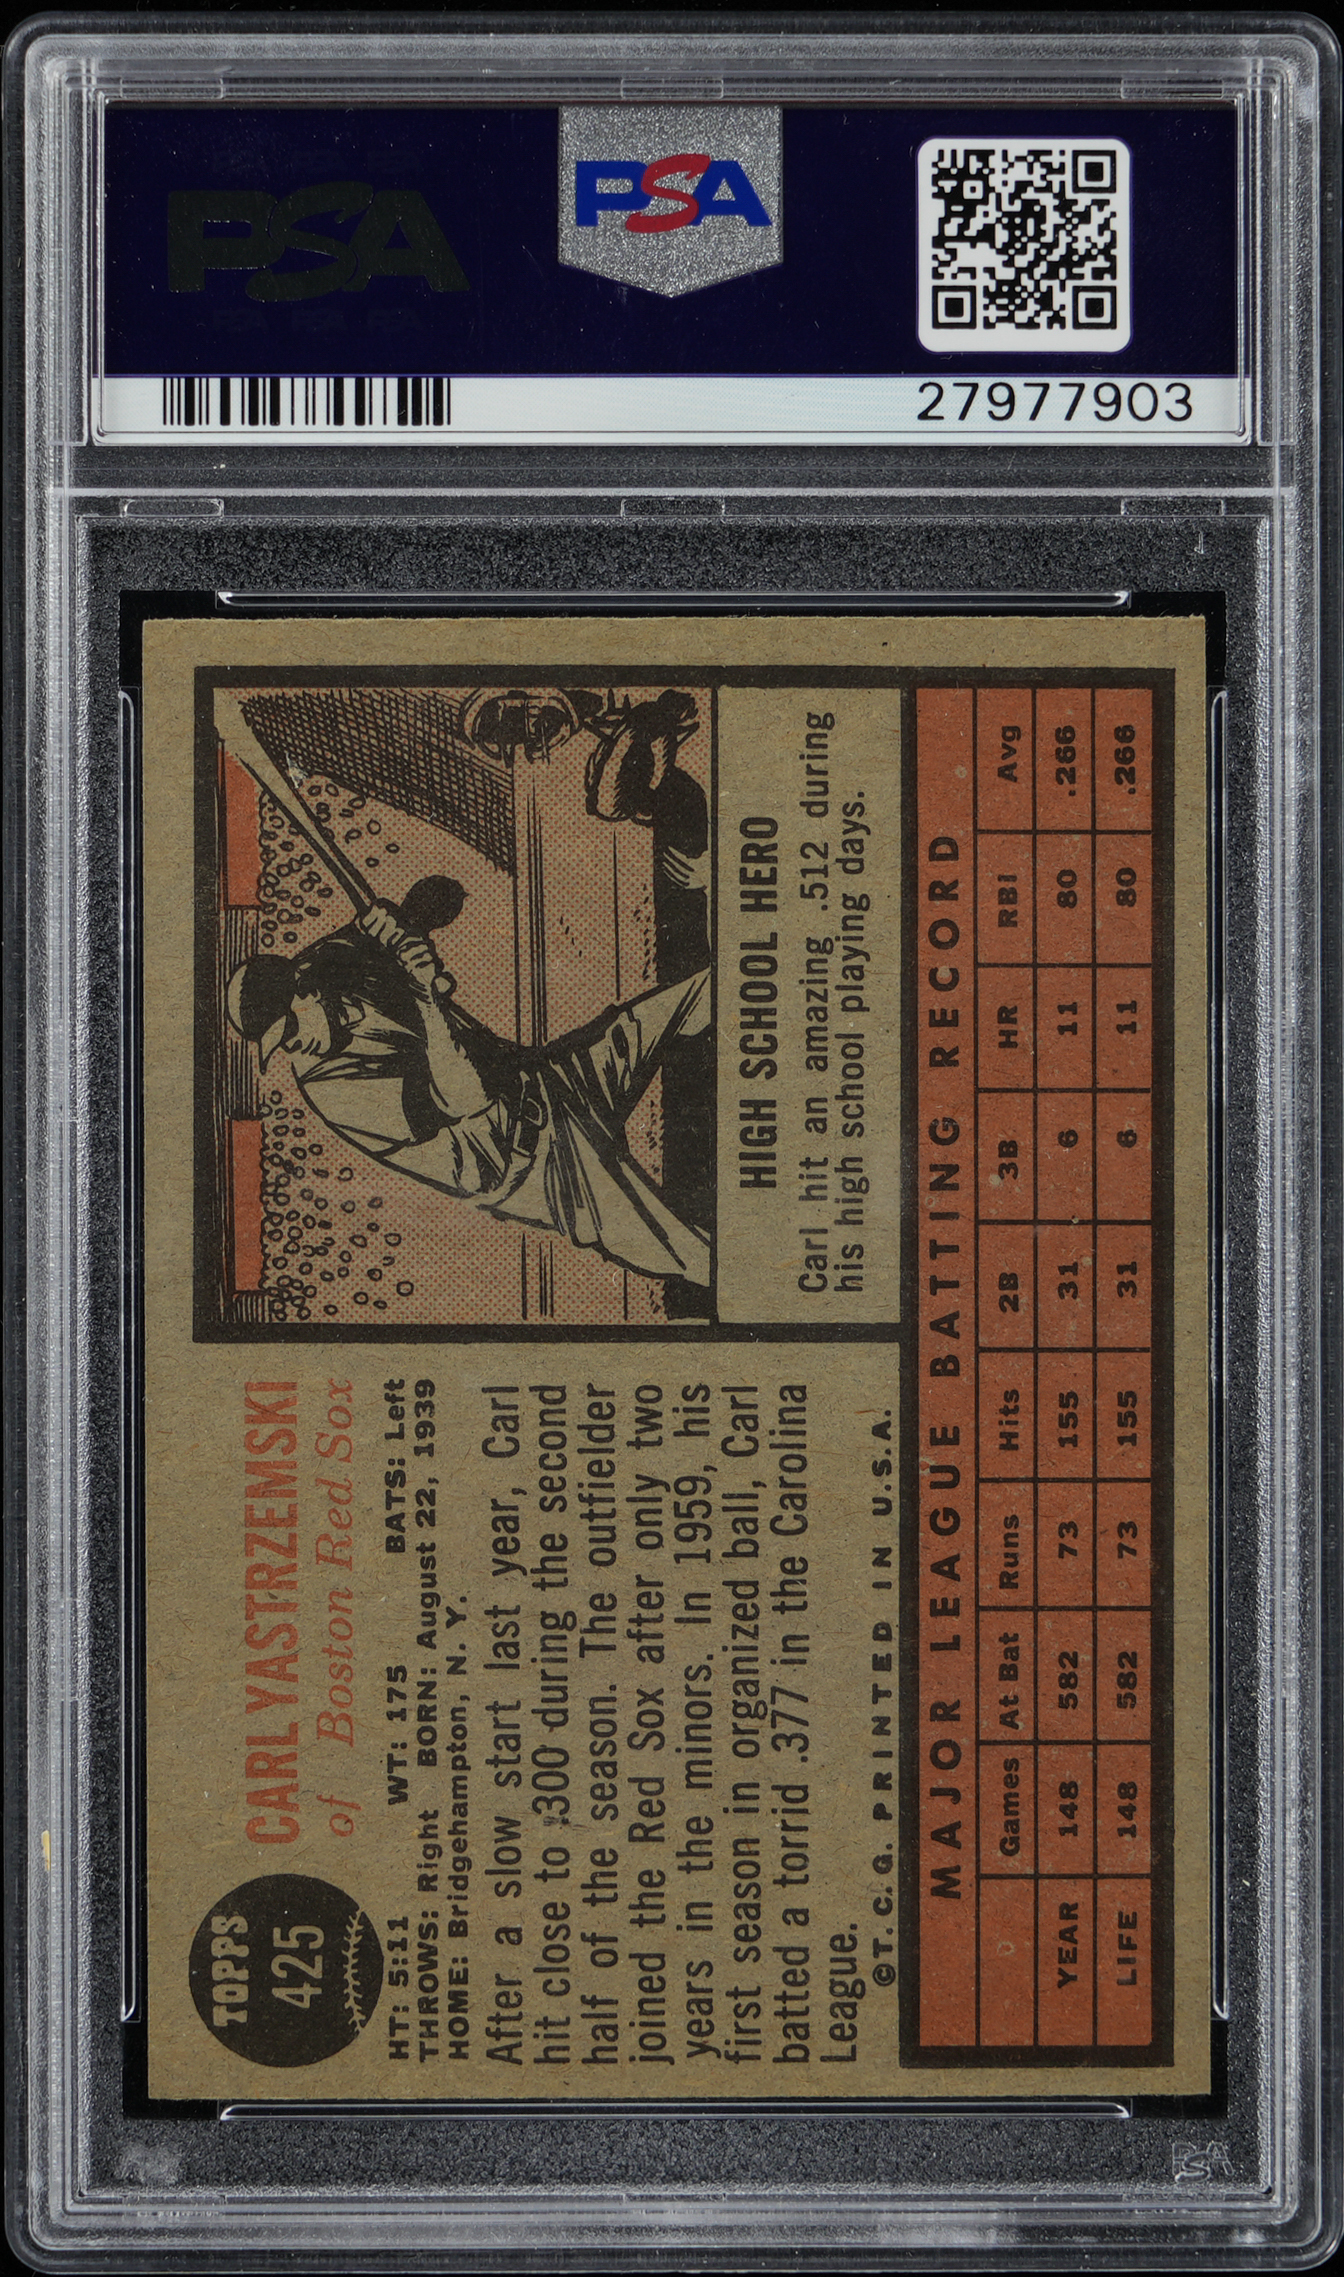 PSA
PSA
27977903
TOPPS
425
CARL YASTRZEMSKI
of Boston Red Sox
HT: 5:11 WT: 175 BATS: Left
THROWS: Right BORN: August 22, 1939
HOME: Bridgehampton, N. Y.
After a slow start last year, Carl
hit close to .300 during the second
half of the season. The outfielder
joined the Red Sox after only two
years in the minors. In 1959, his
first season in organized ball, Carl
batted a torrid .377 in the Carolina
League.
©T. C. G. PRINTED IN U.S.A.
HIGH SCHOOL HERO
Carl hit an amazing .512 during
his high school playing days.
MAJOR LEAGUE BATTING RECORD
Games At Bat Runs Hits 2B 3B HR RBI Avg
YEAR 148 582 73 155 31 6 11 80 .266
LIFE 148 582 73 155 31 6 11 80 .266
PSA